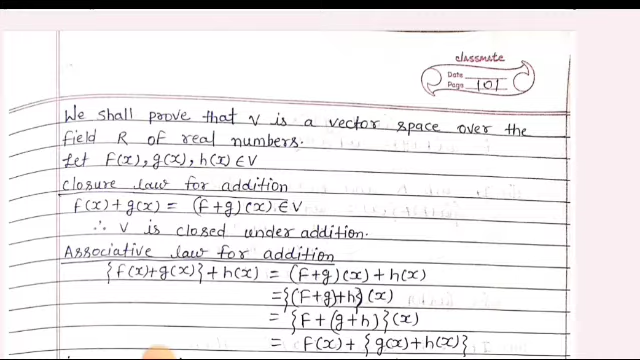 classmate
Date
Page 101
We shall prove that V is a vector space over the
field R of real numbers.
Let F(x), g(x), h(x) ∈ V
closure law for addition
f(x) + g(x) = (F+g)(x) ∈ V
∴ V is closed under addition.
Associative law for addition
{f(x)+g(x)} + h(x) = (F+g)(x) + h(x)
= {(F+g)+h}(x)
= {F+(g+h)}(x)
= F(x) + {g(x)+h(x)}